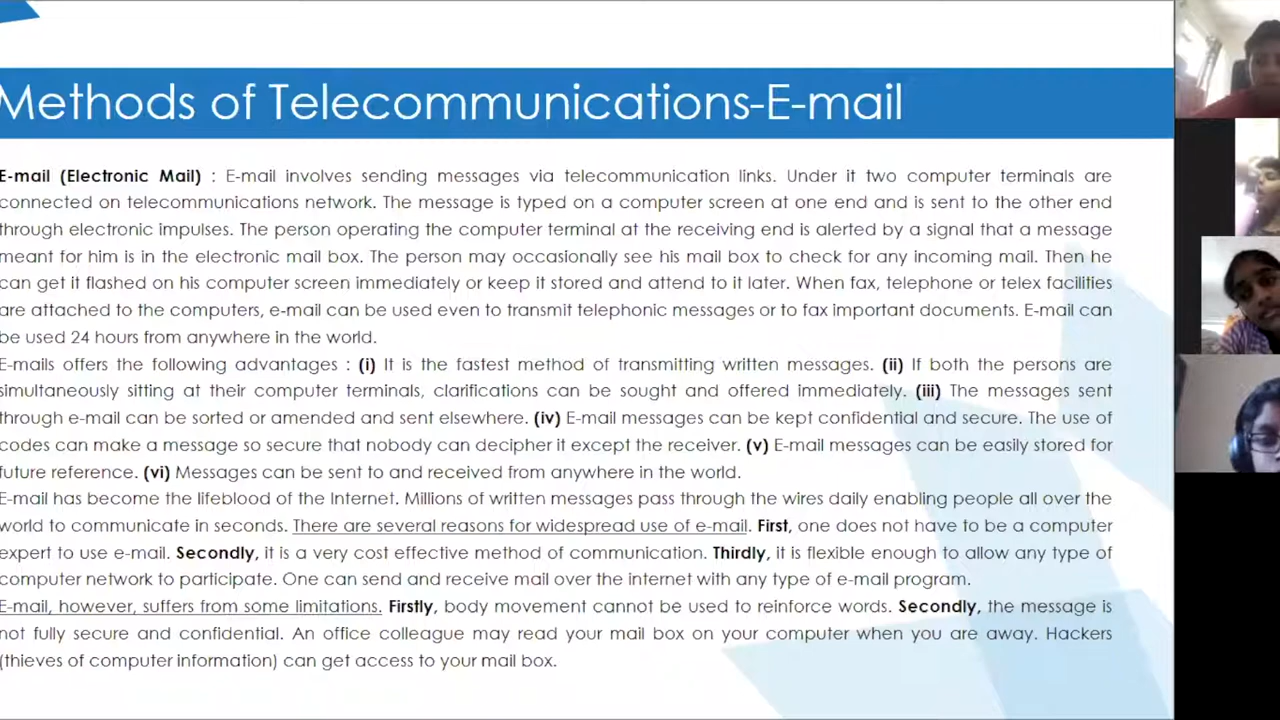 Methods of Telecommunications-E-mail
E-mail (Electronic Mail) : E-mail involves sending messages via telecommunication links. Under it two computer terminals are
connected on telecommunications network. The message is typed on a computer screen at one end and is sent to the other end
through electronic impulses. The person operating the computer terminal at the receiving end is alerted by a signal that a message
meant for him is in the electronic mail box. The person may occasionally see his mail box to check for any incoming mail. Then he
can get it flashed on his computer screen immediately or keep it stored and attend to it later. When fax, telephone or telex facilities
are attached to the computers, e-mail can be used even to transmit telephonic messages or to fax important documents. E-mail can
be used 24 hours from anywhere in the world.
E-mails offers the following advantages : (i) It is the fastest method of transmitting written messages. (ii) If both the persons are
simultaneously sitting at their computer terminals, clarifications can be sought and offered immediately. (iii) The messages sent
through e-mail can be sorted or amended and sent elsewhere. (iv) E-mail messages can be kept confidential and secure. The use of
codes can make a message so secure that nobody can decipher it except the receiver. (v) E-mail messages can be easily stored for
future reference. (vi) Messages can be sent to and received from anywhere in the world.
E-mail has become the lifeblood of the Internet. Millions of written messages pass through the wires daily enabling people all over the
world to communicate in seconds. There are several reasons for widespread use of e-mail. First, one does not have to be a computer
expert to use e-mail. Secondly, it is a very cost effective method of communication. Thirdly, it is flexible enough to allow any type of
computer network to participate. One can send and receive mail over the internet with any type of e-mail program.
E-mail, however, suffers from some limitations. Firstly, body movement cannot be used to reinforce words. Secondly, the message is
not fully secure and confidential. An office colleague may read your mail box on your computer when you are away. Hackers
(thieves of computer information) can get access to your mail box.